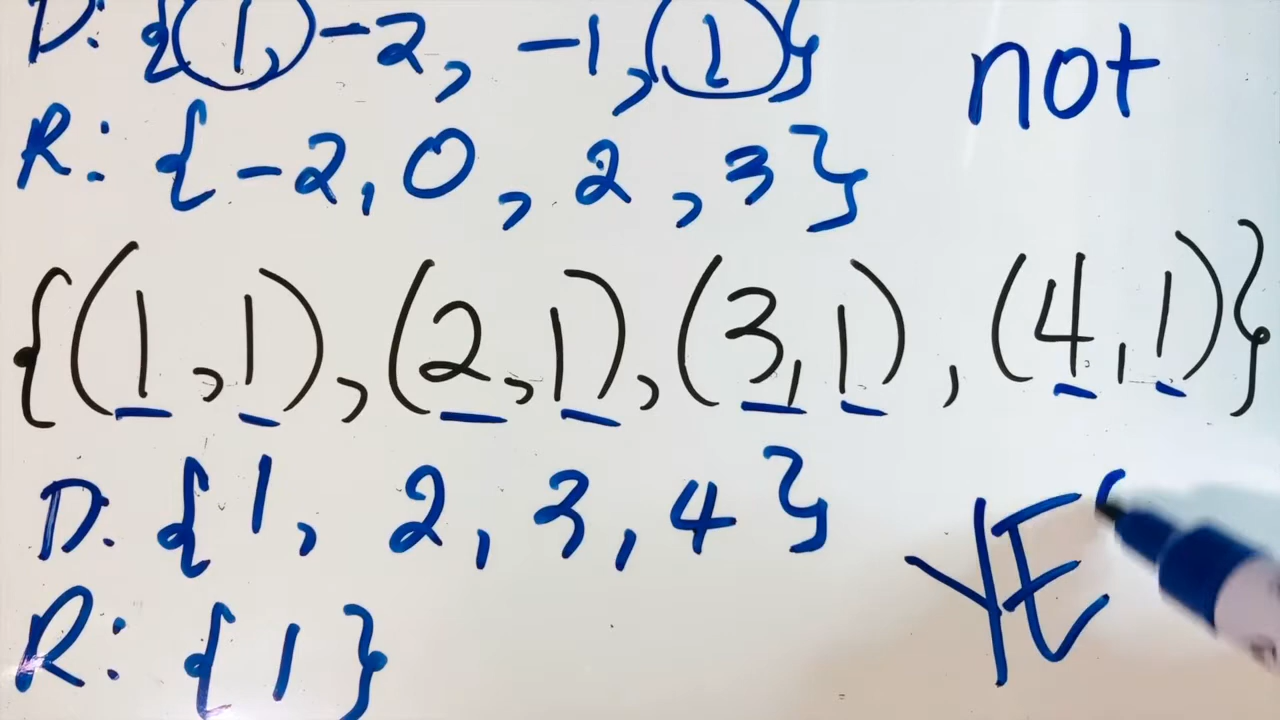 D: {1, -2, -1, 1}
not
R: {-2, 0, 2, 3}
{(1,1), (2,1), (3,1), (4,1)}
D. {1, 2, 3, 4}
YE
R: {1}